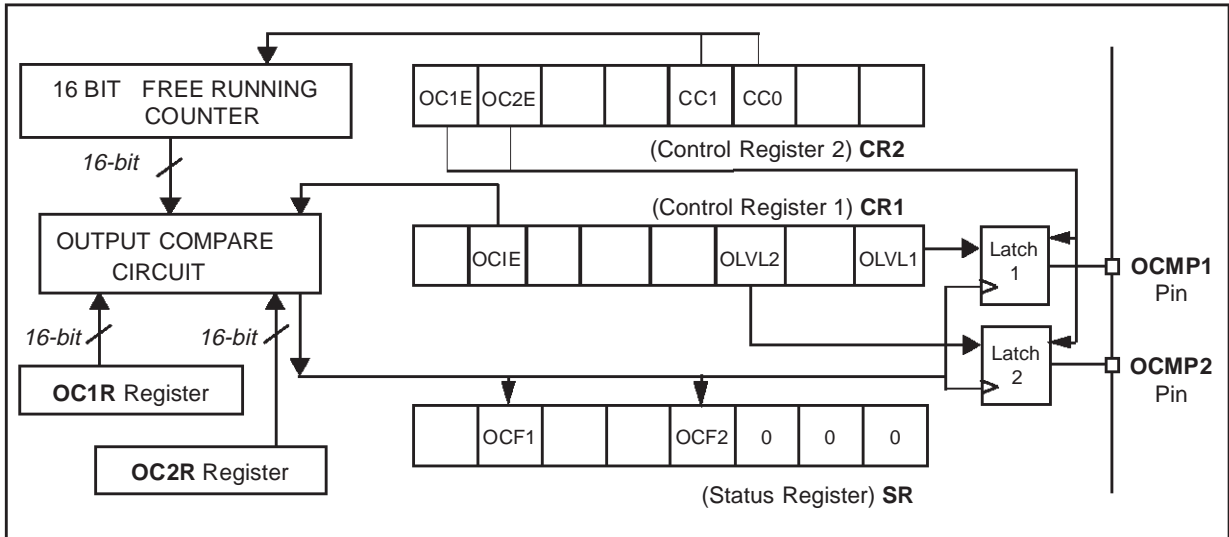 16 BIT FREE RUNNING
COUNTER
OC1E OC2E CC1 CC0
(Control Register 2) CR2
16-bit
(Control Register 1) CR1
OUTPUT COMPARE
CIRCUIT
OCIE OLVL2 OLVL1
Latch
1
OCMP1
Pin
16-bit 16-bit
Latch
2
OCMP2
Pin
OC1R Register
OCF1 OCF2 0 0 0
OC2R Register
(Status Register) SR